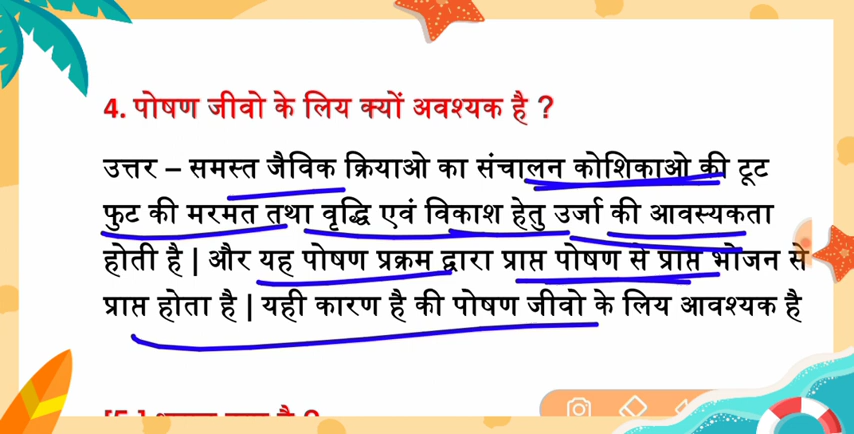 4. पोषण जीवो के लिय क्यों अवश्यक है ?
उत्तर – समस्त जैविक क्रियाओ का संचालन कोशिकाओ की टूट
फुट की मरमत तथा वृद्धि एवं विकाश हेतु उर्जा की आवस्यकता
होती है | और यह पोषण प्रक्रम द्वारा प्राप्त पोषण से प्राप्त भोजन से
प्राप्त होता है | यही कारण है की पोषण जीवो के लिय आवश्यक है